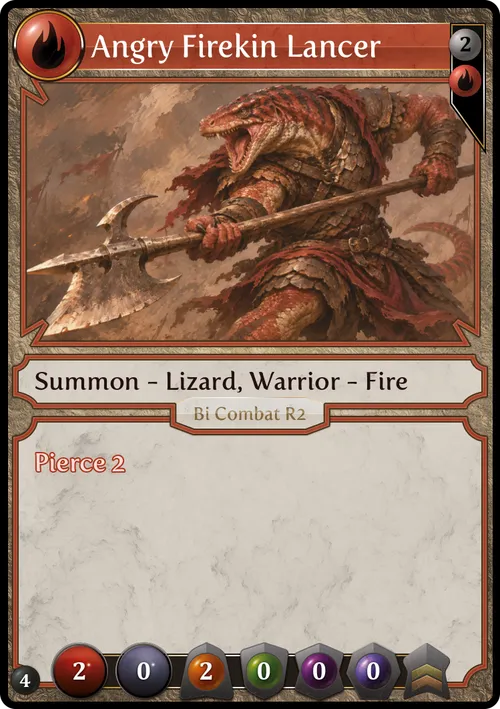 Angry Firekin Lancer
2
Summon - Lizard, Warrior - Fire
Bi Combat R2
Pierce 2
4 2* 0* 2 0 0 0